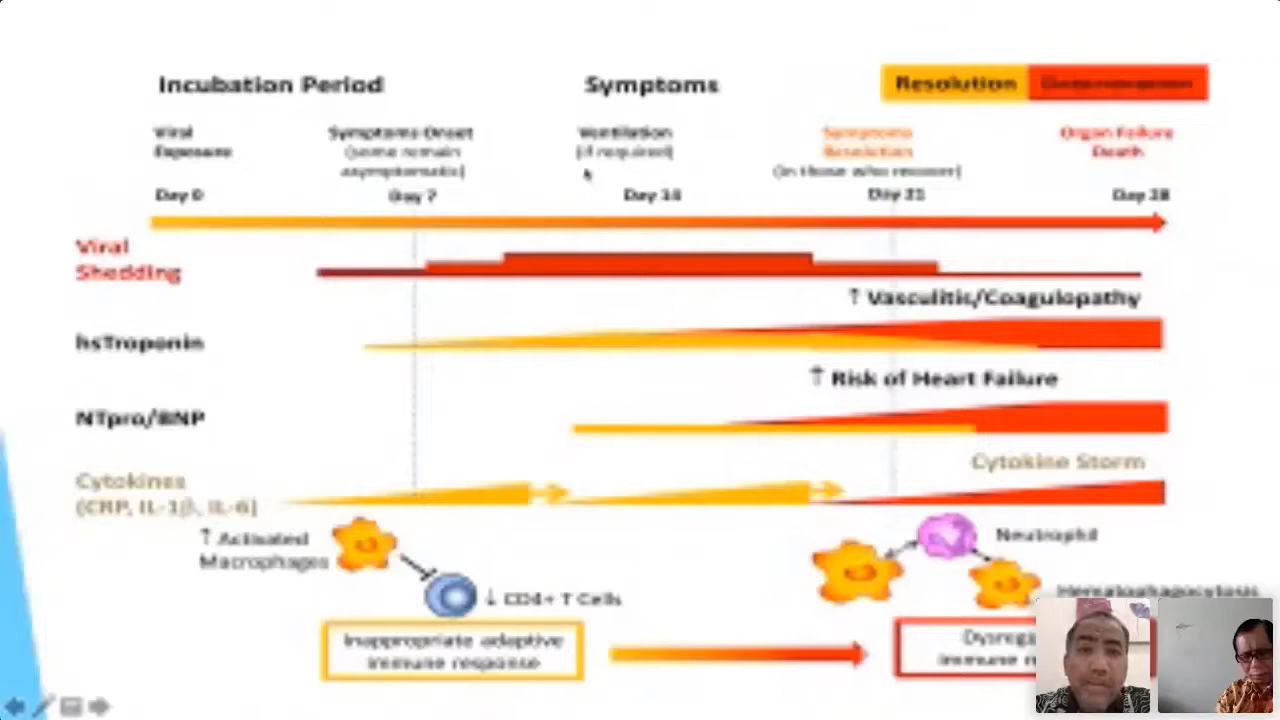 Incubation Period
Symptoms
Resolution
Viral
Exposure
Day 0
Symptoms Onset
(some remain
asymptomatic)
Day 7
Ventilation
(if required)
Day 14
Symptoms
Resolution
(in those who recover)
Day 21
Organ Failure
Death
Day 28
Viral
Shedding
↑ Vasculitis/Coagulopathy
hsTroponin
↑ Risk of Heart Failure
NTpro/BNP
Cytokine Storm
Cytokines
(CRP, IL-1β, IL-6)
↑ Activated
Macrophages
↓ CD4+ T Cells
Neutrophil
Hematophagocytosis
Inappropriate adaptive
immune response
Dysreg
immune